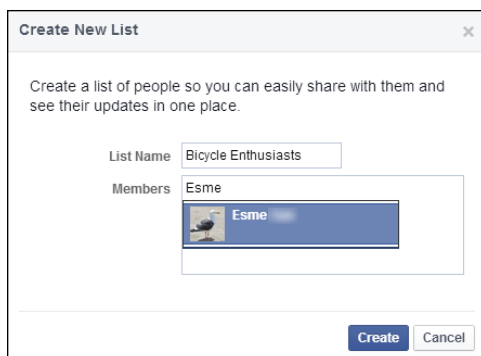 Create New List
Create a list of people so you can easily share with them and
see their updates in one place.
List Name Bicycle Enthusiasts
Members Esme
Esme
Create Cancel